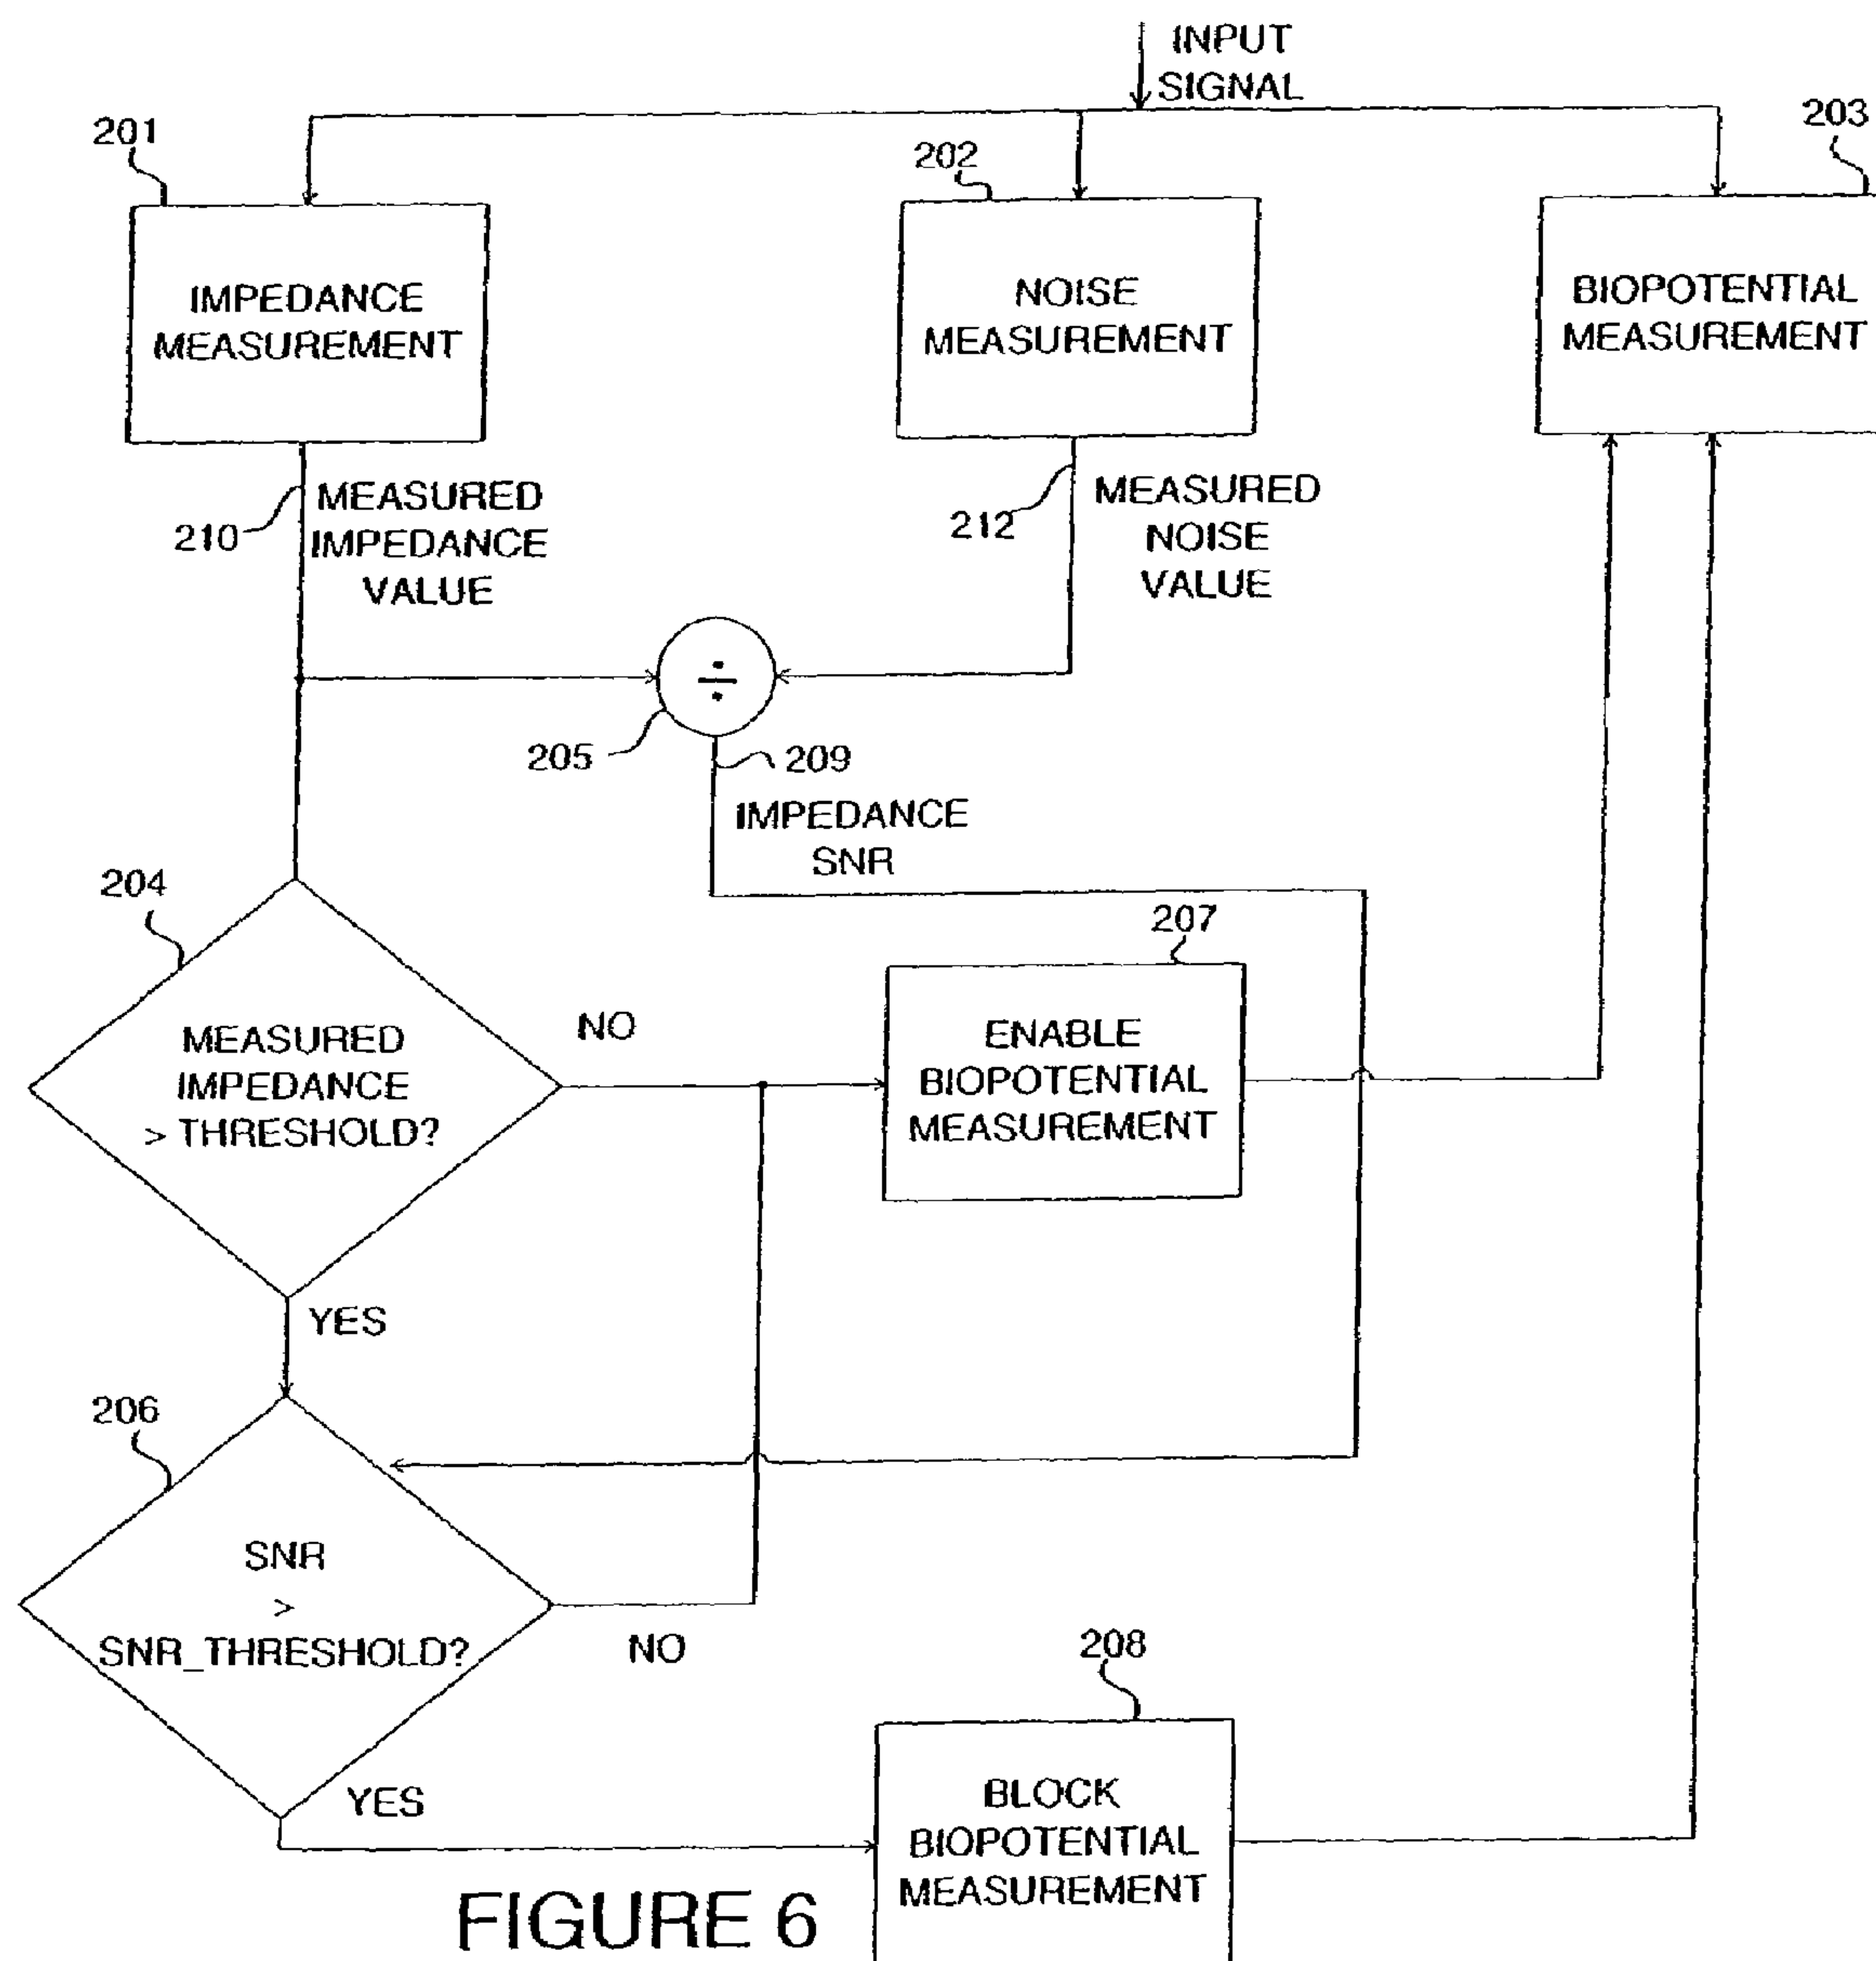 INPUT
SIGNAL
201
202
203
IMPEDANCE
MEASUREMENT
NOISE
MEASUREMENT
BIOPOTENTIAL
MEASUREMENT
210
MEASURED
IMPEDANCE
VALUE
212
MEASURED
NOISE
VALUE
÷
205
209
IMPEDANCE
SNR
204
207
MEASURED
IMPEDANCE
> THRESHOLD?
NO
ENABLE
BIOPOTENTIAL
MEASUREMENT
YES
206
SNR
>
SNR_THRESHOLD?
NO
208
YES
BLOCK
BIOPOTENTIAL
MEASUREMENT
FIGURE 6